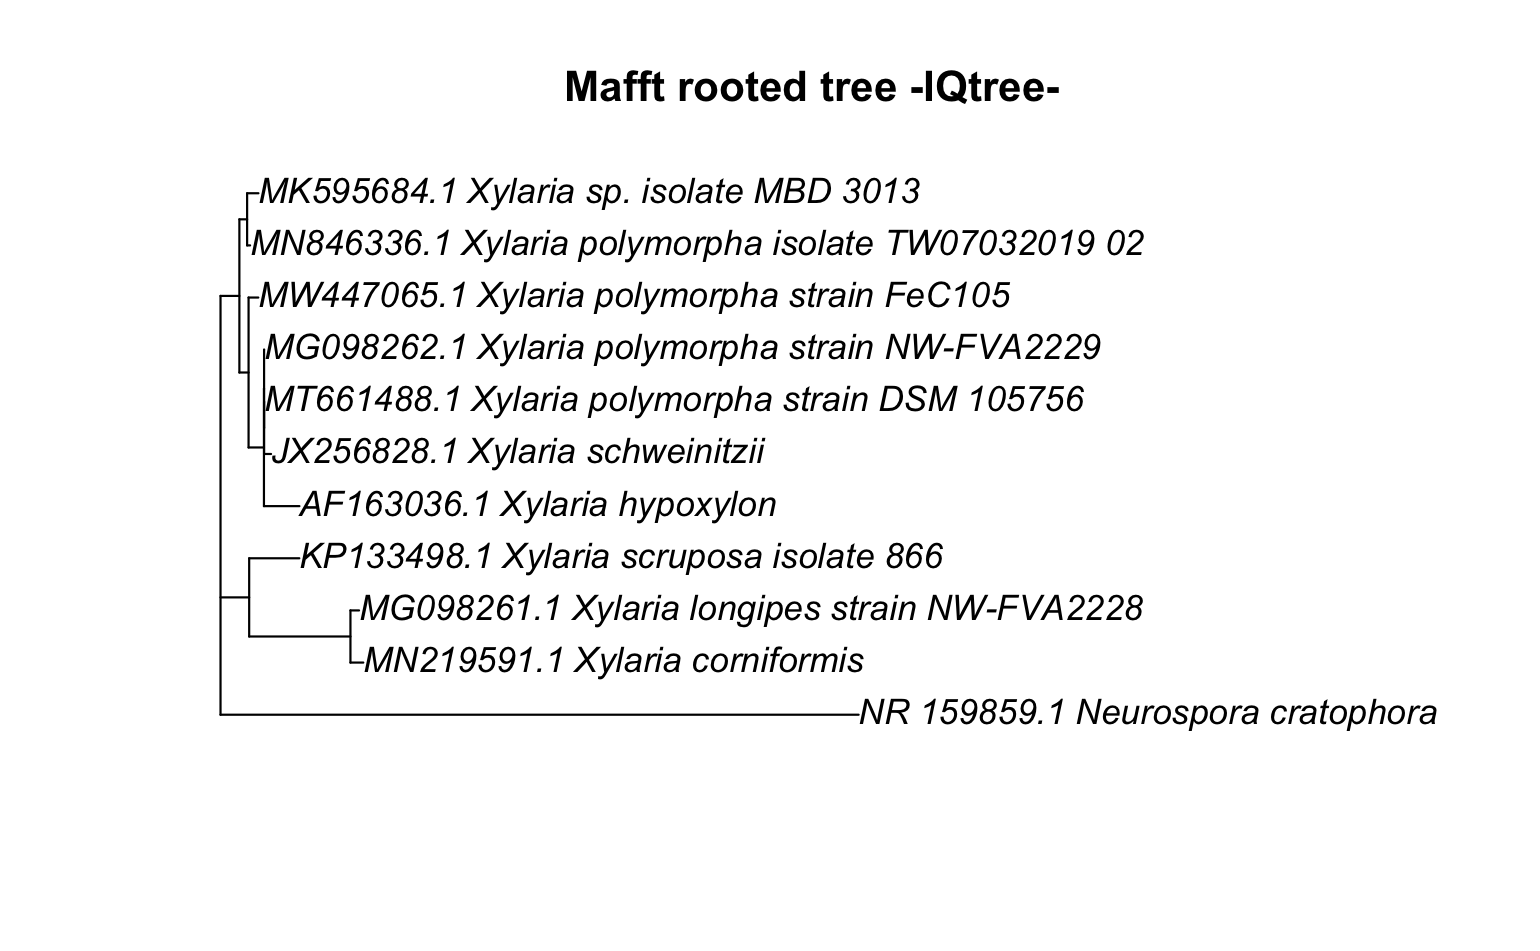 Mafft rooted tree -IQtree-
MK595684.1 Xylaria sp. isolate MBD 3013
MN846336.1 Xylaria polymorpha isolate TW07032019 02
MW447065.1 Xylaria polymorpha strain FeC105
MG098262.1 Xylaria polymorpha strain NW-FVA2229
MT661488.1 Xylaria polymorpha strain DSM 105756
JX256828.1 Xylaria schweinitzii
AF163036.1 Xylaria hypoxylon
KP133498.1 Xylaria scruposa isolate 866
MG098261.1 Xylaria longipes strain NW-FVA2228
MN219591.1 Xylaria corniformis
NR 159859.1 Neurospora cratophora